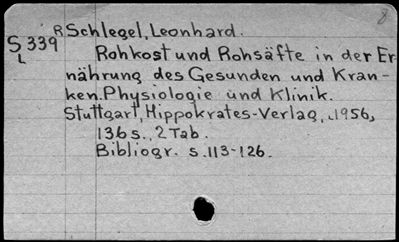 8
R Schlegel, Leonhard.
S 339
L
Rohkost und Rohsäfte in der Er-
nährung des Gesunden und Kran-
ken. Physiologie und Klinik.
Stuttgart, Hippokrates-Verlag, 1956,
136 s., 2 Tab.
Bibliogr. s. 113-126.